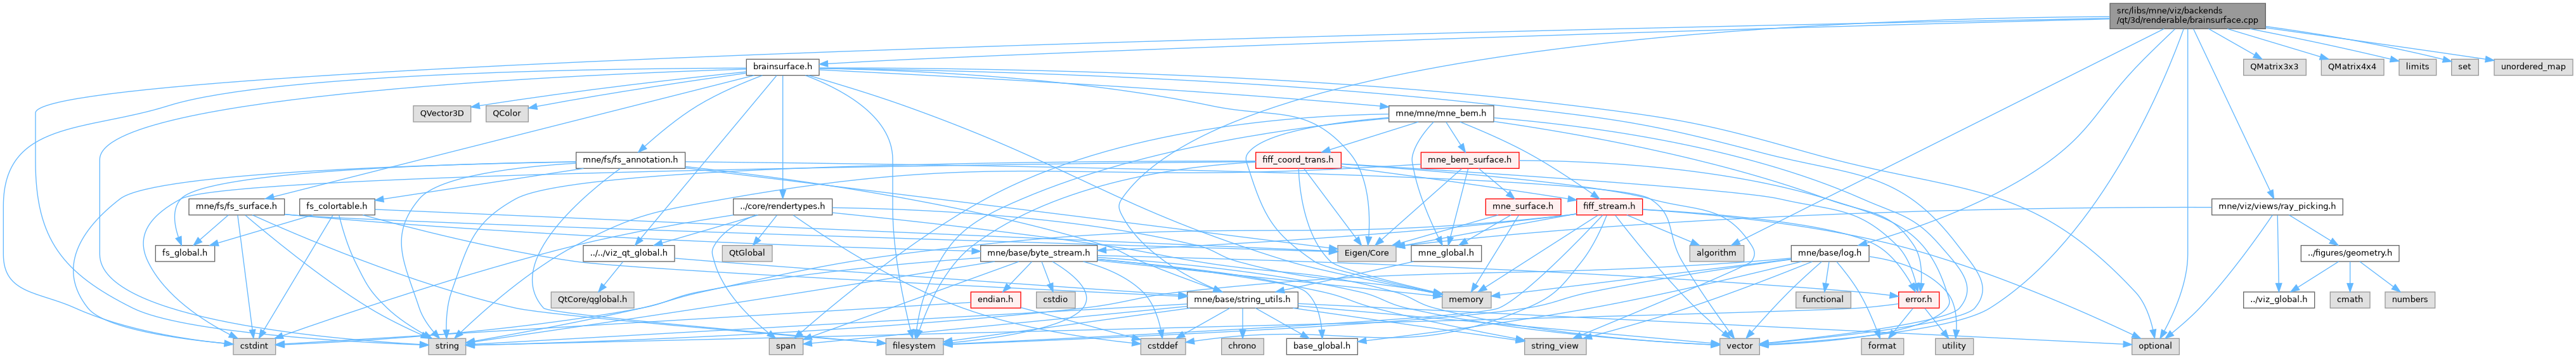 src/libs/mne/viz/backends
/qt/3d/renderable/brainsurface.cpp
brainsurface.h
QMatrix3x3
QMatrix4x4
limits
set
unordered_map
QVector3D
QColor
mne/mne/mne_bem.h
mne/fs/fs_annotation.h
fiff_coord_trans.h
mne_bem_surface.h
mne/fs/fs_surface.h
fs_colortable.h
../core/rendertypes.h
mne_surface.h
fiff_stream.h
mne/viz/views/ray_picking.h
fs_global.h
../../viz_qt_global.h
QtGlobal
mne/base/byte_stream.h
Eigen/Core
mne_global.h
algorithm
mne/base/log.h
../figures/geometry.h
QtCore/qglobal.h
endian.h
cstdio
mne/base/string_utils.h
memory
functional
error.h
../viz_global.h
cmath
numbers
cstdint
string
span
filesystem
cstddef
chrono
base_global.h
string_view
vector
format
utility
optional